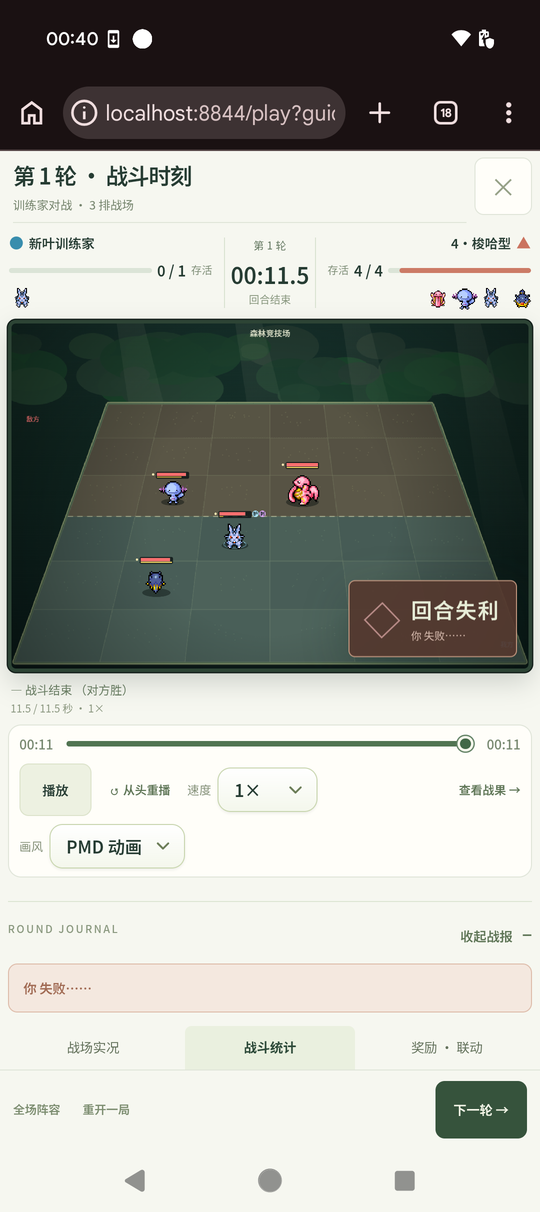 00:40
localhost:8844/play?guid
18
第1轮 · 战斗时刻
训练家对战 · 3 排战场
新叶训练家
第 1 轮
4 · 梭哈型
0 / 1 存活
00:11.5
存活 4 / 4
回合结束
森林竞技场
敌方
回合失利
你 失败……
— 战斗结束 (对方胜)
11.5 / 11.5 秒 · 1×
00:11
00:11
播放
↺ 从头重播
速度
1×
查看战果 →
画风
PMD 动画
ROUND JOURNAL
收起战报 −
你 失败……
战场实况
战斗统计
奖励 · 联动
全场阵容
重开一局
下一轮 →